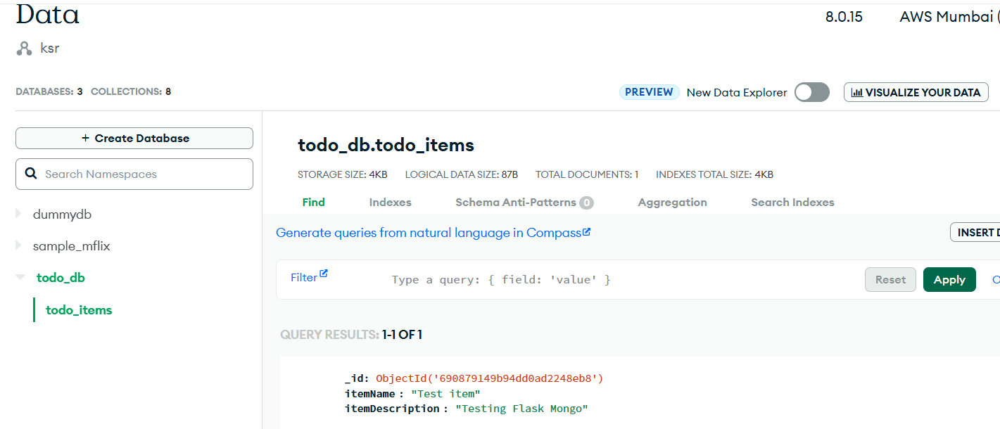 Data
8.0.15 AWS Mumbai (
ksr
DATABASES: 3 COLLECTIONS: 8
PREVIEW New Data Explorer VISUALIZE YOUR DATA
+ Create Database
Search Namespaces
dummydb
sample_mflix
todo_db
todo_items
todo_db.todo_items
STORAGE SIZE: 4KB LOGICAL DATA SIZE: 87B TOTAL DOCUMENTS: 1 INDEXES TOTAL SIZE: 4KB
Find Indexes Schema Anti-Patterns 0 Aggregation Search Indexes
Generate queries from natural language in Compass
INSERT D
Filter Type a query: { field: 'value' } Reset Apply O
QUERY RESULTS: 1-1 OF 1
_id: ObjectId('690879149b94dd0ad2248eb8')
itemName : "Test item"
itemDescription : "Testing Flask Mongo"